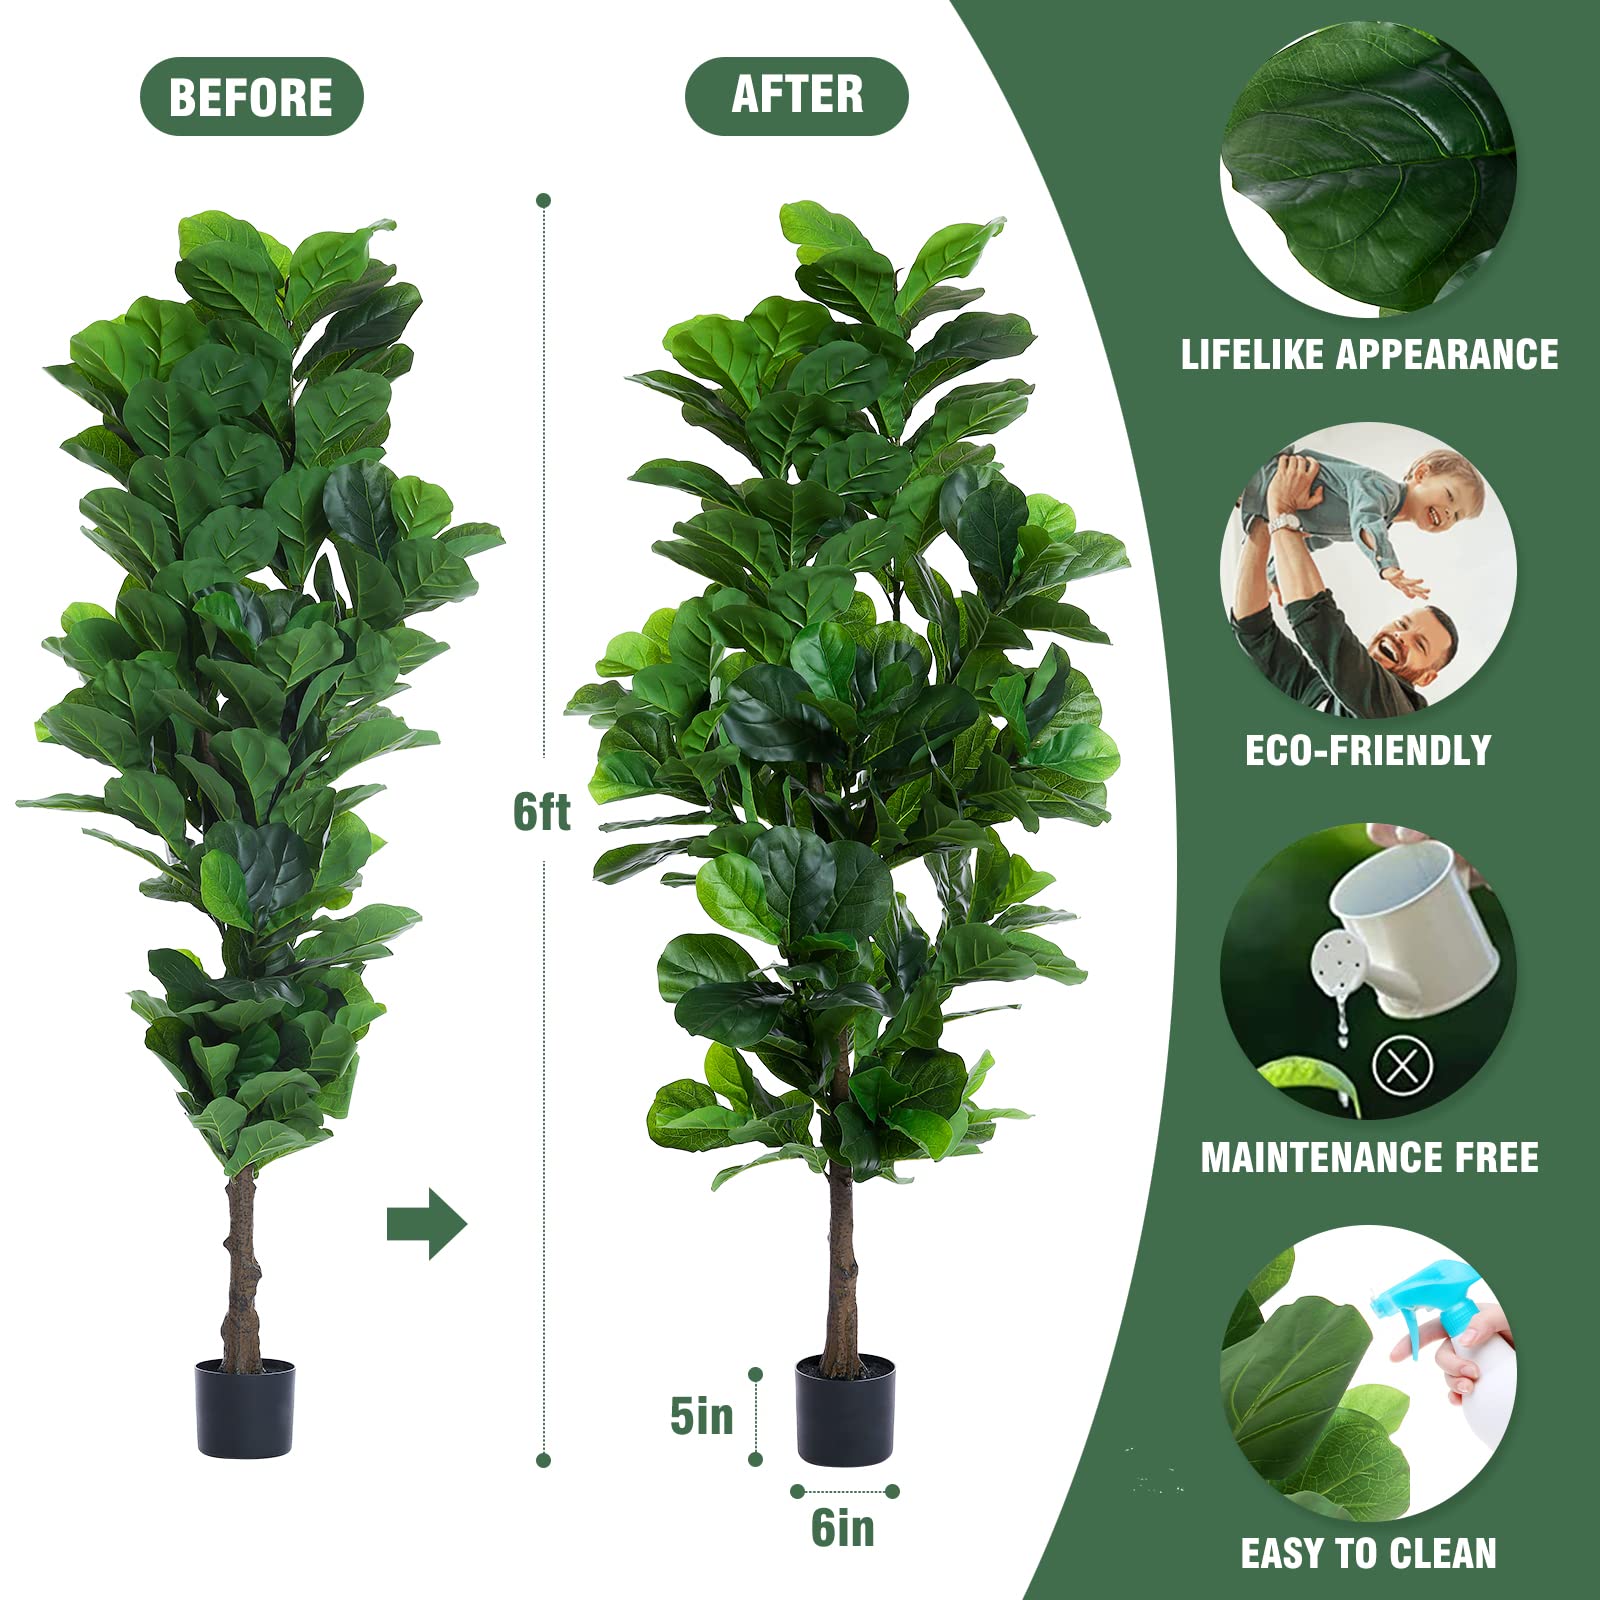 BEFORE
AFTER
6ft
5in
6in
LIFELIKE APPEARANCE
ECO-FRIENDLY
MAINTENANCE FREE
EASY TO CLEAN